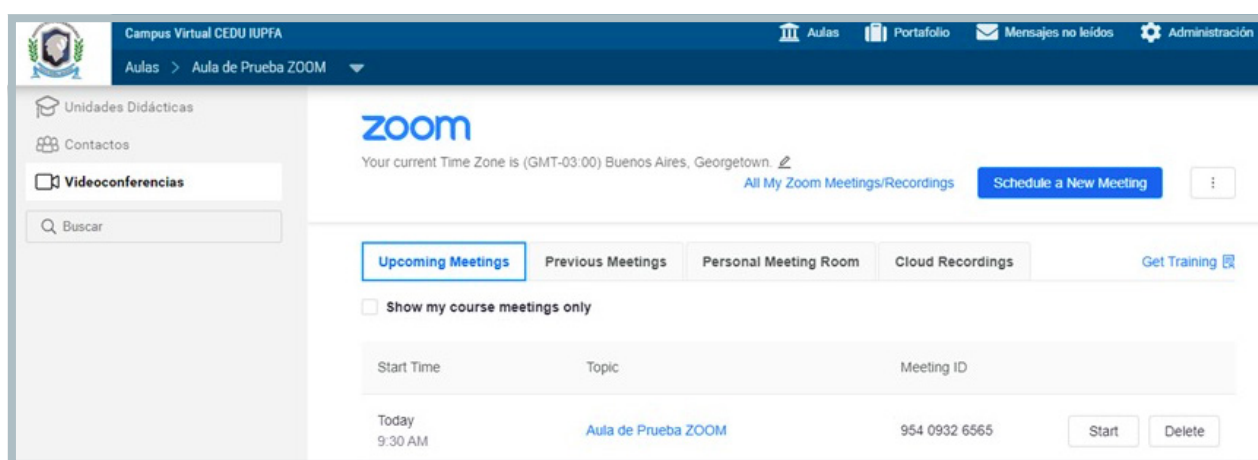 Campus Virtual CEDU IUPFA
Aulas
Portafolio
Mensajes no leídos
Administración
Aulas > Aula de Prueba ZOOM
Unidades Didácticas
Contactos
Videoconferencias
Buscar
zoom
Your current Time Zone is (GMT-03:00) Buenos Aires, Georgetown.
All My Zoom Meetings/Recordings
Schedule a New Meeting
Upcoming Meetings
Previous Meetings
Personal Meeting Room
Cloud Recordings
Get Training
Show my course meetings only
Start Time Topic Meeting ID
Today
9:30 AM
Aula de Prueba ZOOM
954 0932 6565
Start
Delete